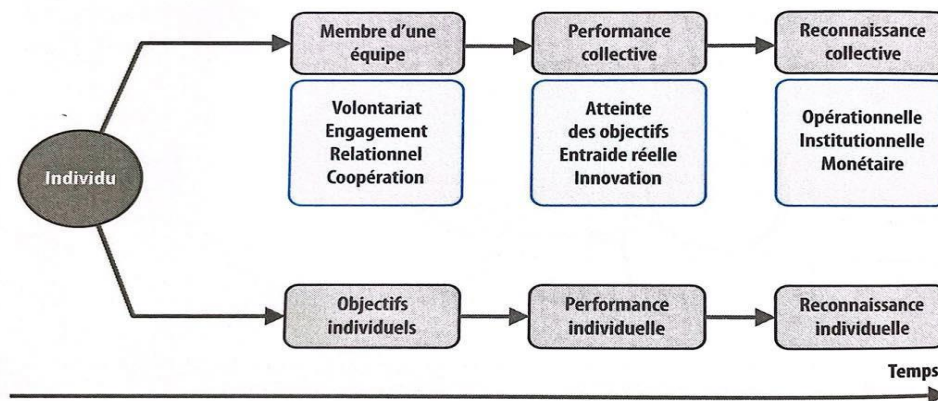 Membre d'une
équipe
Performance
collective
Reconnaissance
collective
Volontariat
Engagement
Relationnel
Coopération
Atteinte
des objectifs
Entraide réelle
Innovation
Opérationnelle
Institutionnelle
Monétaire
Individu
Objectifs
individuels
Performance
individuelle
Reconnaissance
individuelle
Temps